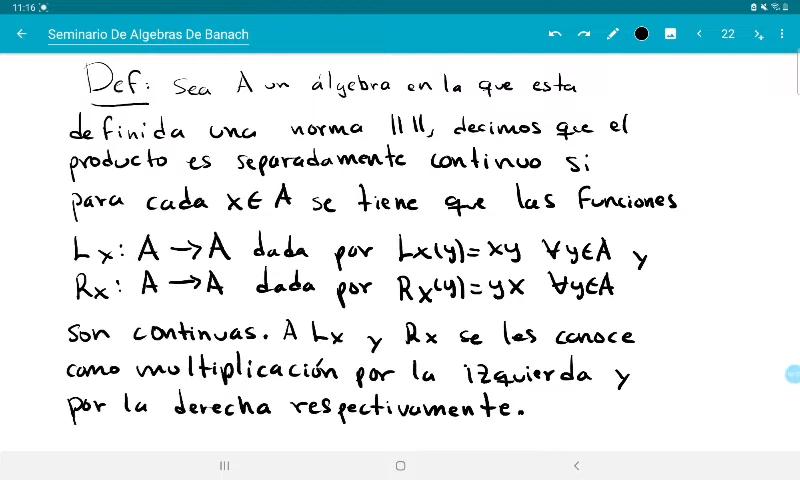 11:16
Seminario De Algebras De Banach
22
Def: Sea A un álgebra en la que esta
definida una norma || ||, decimos que el
producto es separadamente continuo si
para cada x∈A se tiene que las funciones
Lx: A→A dada por Lx(y)=xy ∀y∈A y
Rx: A→A dada por Rx(y)=yx ∀y∈A
son continuas. A Lx y Rx se les conoce
como multiplicación por la izquierda y
por la derecha respectivamente.